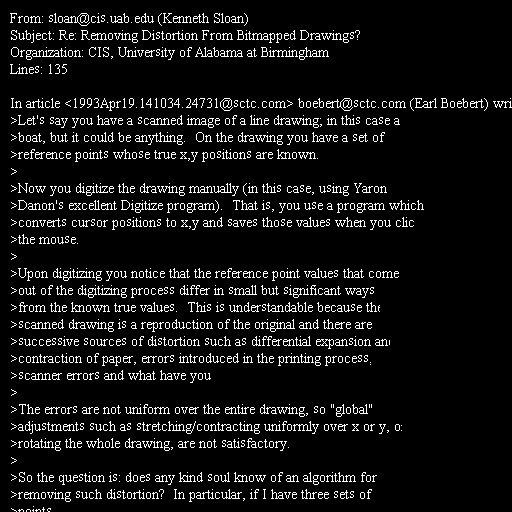 From: sloan@cis.uab.edu (Kenneth Sloan)
Subject: Re: Removing Distortion From Bitmapped Drawings?
Organization: CIS, University of Alabama at Birmingham
Lines: 135

In article <1993Apr19.141034.24731@sctc.com> boebert@sctc.com (Earl Boebert) wri
>Let's say you have a scanned image of a line drawing; in this case a
>boat, but it could be anything.  On the drawing you have a set of
>reference points whose true x,y positions are known.
>
>Now you digitize the drawing manually (in this case, using Yaron
>Danon's excellent Digitize program).  That is, you use a program which
>converts cursor positions to x,y and saves those values when you clic
>the mouse.
>
>Upon digitizing you notice that the reference point values that come
>out of the digitizing process differ in small but significant ways
>from the known true values.  This is understandable because the
>scanned drawing is a reproduction of the original and there are
>successive sources of distortion such as differential expansion an
>contraction of paper, errors introduced in the printing process,
>scanner errors and what have you
>
>The errors are not uniform over the entire drawing, so "global"
>adjustments such as stretching/contracting uniformly over x or y, o
>rotating the whole drawing, are not satisfactory.
>
>So the question is: does any kind soul know of an algorithm for
>removing such distortion?  In particular, if I have three sets of
>points